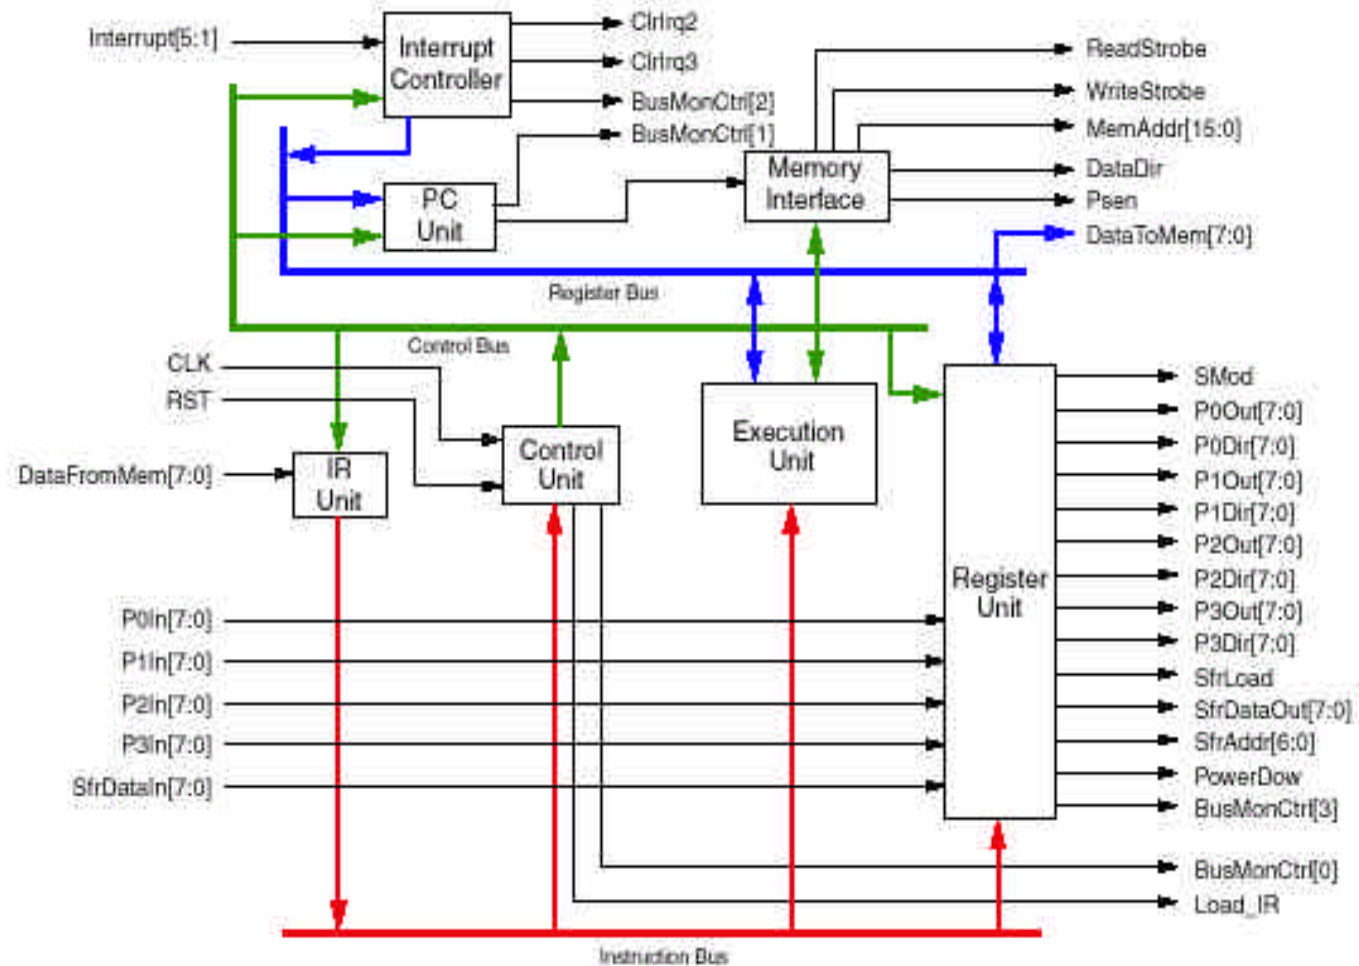 Interrupt[5:1]
Interrupt
Controller
ClrIrq2
ClrIrq3
BusMonCtrl[2]
BusMonCtrl[1]
PC
Unit
Memory
Interface
ReadStrobe
WriteStrobe
MemAddr[15:0]
DataDir
Psen
DataToMem[7:0]
Register Bus
Control Bus
CLK
RST
DataFromMem[7:0]
IR
Unit
Control
Unit
Execution
Unit
Register
Unit
P0In[7:0]
P1In[7:0]
P2In[7:0]
P3In[7:0]
SfrDataIn[7:0]
SMod
P0Out[7:0]
P0Dir[7:0]
P1Out[7:0]
P1Dir[7:0]
P2Out[7:0]
P2Dir[7:0]
P3Out[7:0]
P3Dir[7:0]
SfrLoad
SfrDataOut[7:0]
SfrAddr[6:0]
PowerDow
BusMonCtrl[3]
BusMonCtrl[0]
Load_IR
Instruction Bus